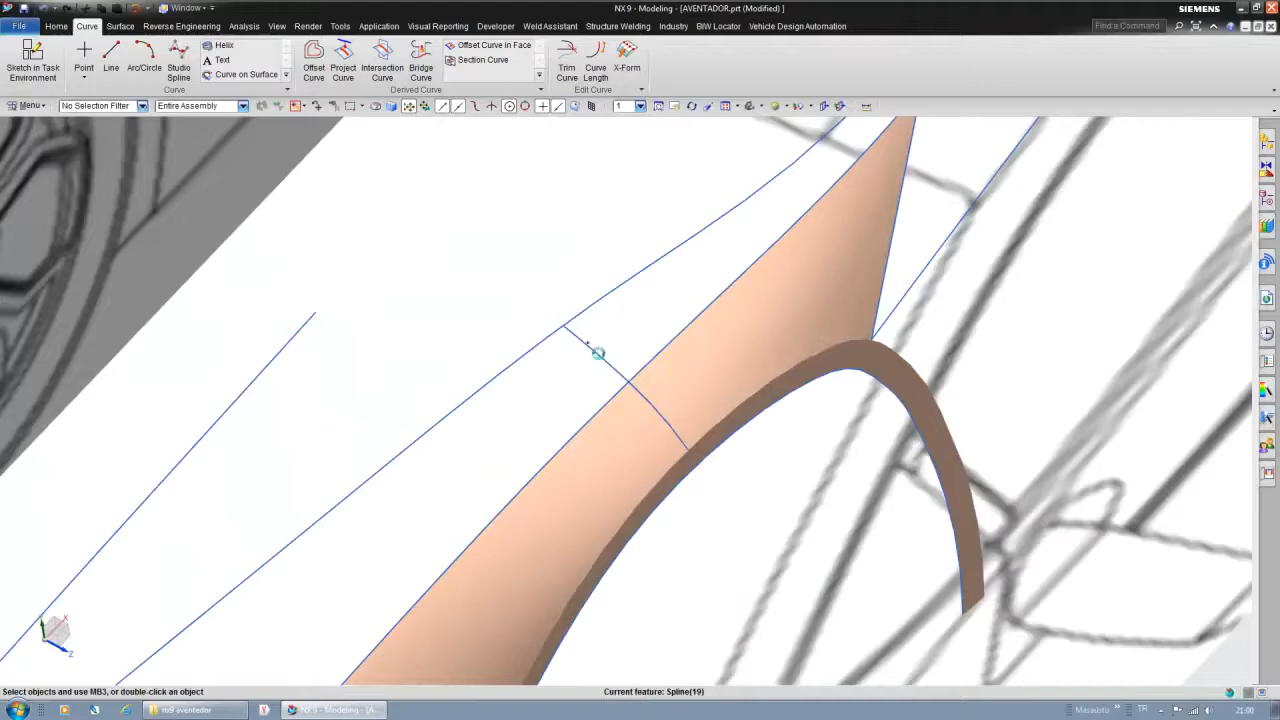 Window
NX 9 - Modeling - [AVENTADOR.prt (Modified) ]
SIEMENS
File Home Curve Surface Reverse Engineering Analysis View Render Tools Application Visual Reporting Developer Weld Assistant Structure Welding Industry BIW Locator Vehicle Design Automation
Find a Command
Sketch in Task Environment
Point
Line
Arc/Circle
Studio Spline
Helix
Text
Curve on Surface
Offset Curve
Project Curve
Intersection Curve
Bridge Curve
Offset Curve in Face
Section Curve
Trim Curve
Curve Length
X-Form
Curve
Derived Curve
Edit Curve
Menu
No Selection Filter
Entire Assembly
1
X
Z
Select objects and use MB3, or double-click an object
Current feature: Spline(19)
m9 aventador
NX 9 - Modeling - [A...
Masaüstü
TR
21:00